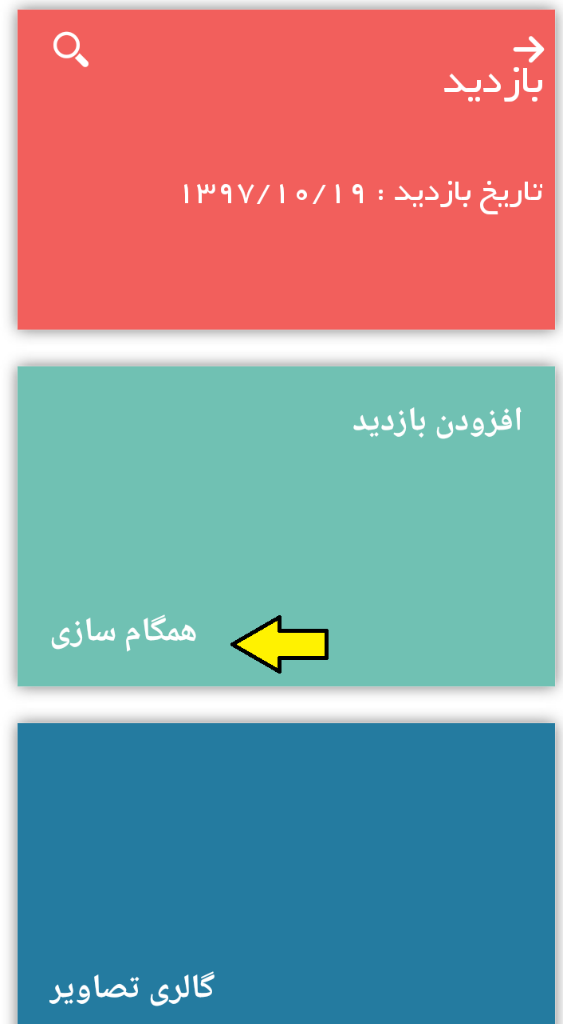 بازدید
تاریخ بازدید : ۱۳۹۷/۱۰/۱۹
افزودن بازدید
همگام سازی
گالری تصاویر